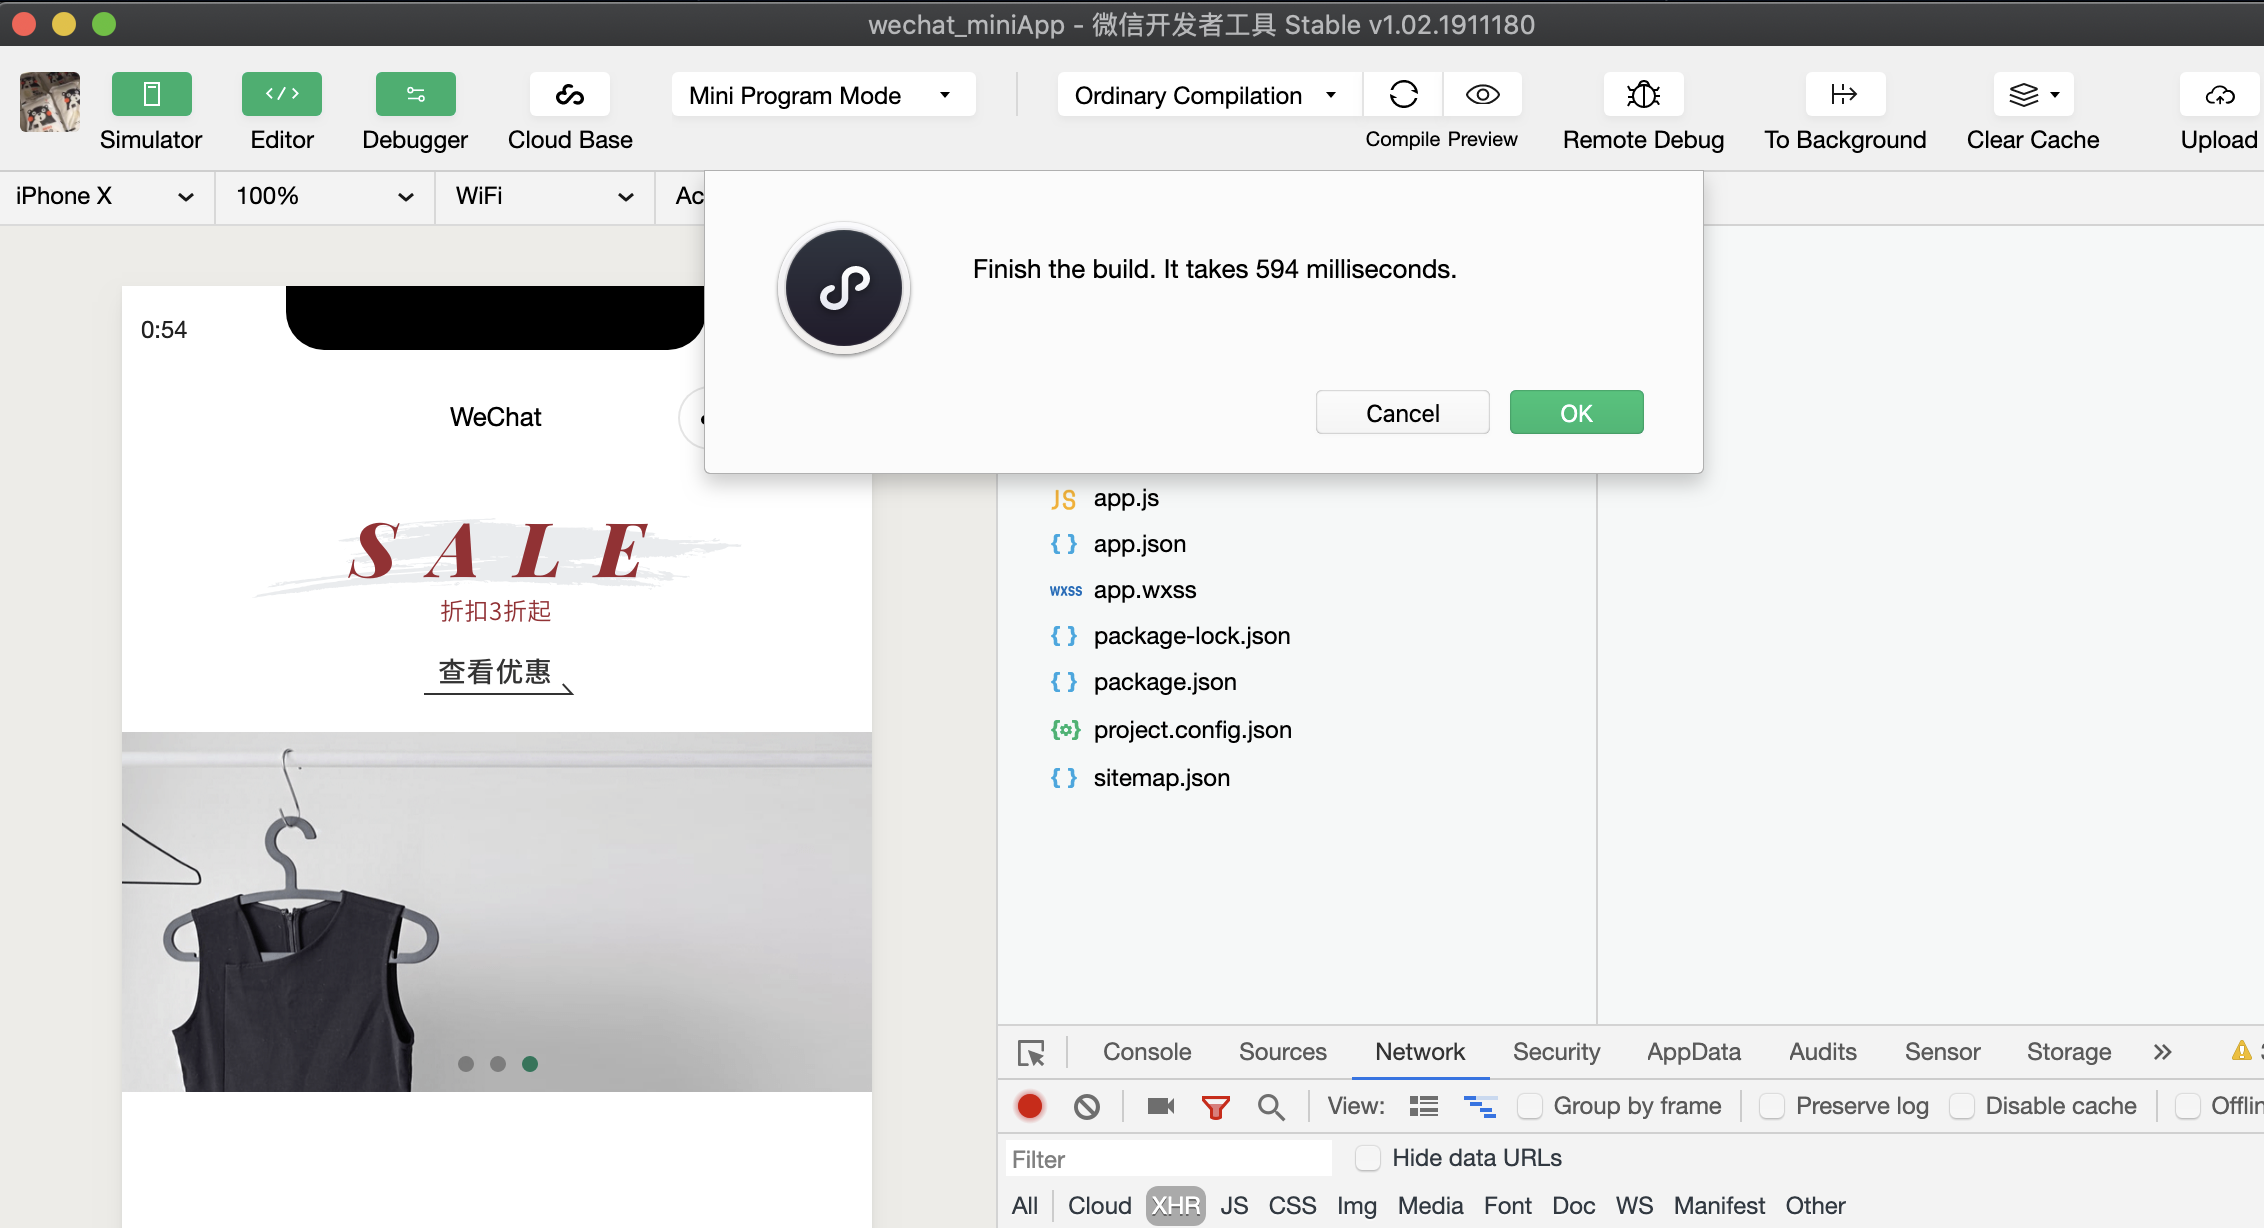 wechat_miniApp - 微信开发者工具 Stable v1.02.1911180
Simulator
Editor
Debugger
Cloud Base
Mini Program Mode
Ordinary Compilation
Compile Preview
Remote Debug
To Background
Clear Cache
Upload
iPhone X
100%
WiFi
Ac
Finish the build. It takes 594 milliseconds.
Cancel
OK
0:54
WeChat
SALE
折扣3折起
查看优惠
JS app.js
{ } app.json
wxss app.wxss
{ } package-lock.json
{ } package.json
project.config.json
{ } sitemap.json
Console Sources Network Security AppData Audits Sensor Storage
View: Group by frame Preserve log Disable cache Offlin
Filter Hide data URLs
All Cloud XHR JS CSS Img Media Font Doc WS Manifest Other